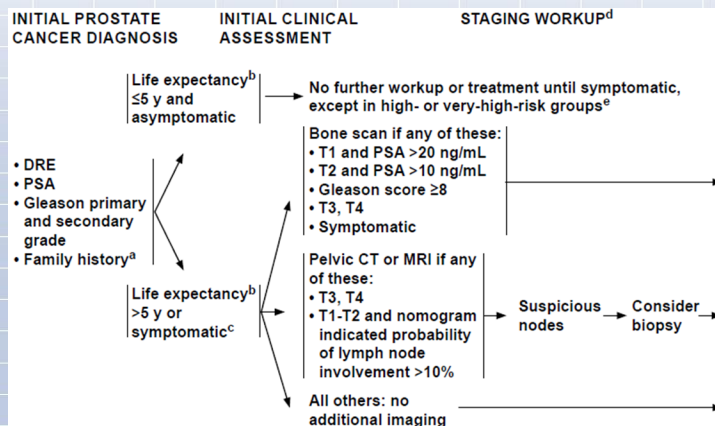 INITIAL PROSTATE
CANCER DIAGNOSIS
INITIAL CLINICAL
ASSESSMENT
STAGING WORKUPd
• DRE
• PSA
• Gleason primary
and secondary
grade
• Family historya
Life expectancyb
≤5 y and
asymptomatic
No further workup or treatment until symptomatic,
except in high- or very-high-risk groupse
Life expectancyb
>5 y or
symptomaticc
Bone scan if any of these:
• T1 and PSA >20 ng/mL
• T2 and PSA >10 ng/mL
• Gleason score ≥8
• T3, T4
• Symptomatic
Pelvic CT or MRI if any
of these:
• T3, T4
• T1-T2 and nomogram
indicated probability
of lymph node
involvement >10%
Suspicious
nodes
Consider
biopsy
All others: no
additional imaging